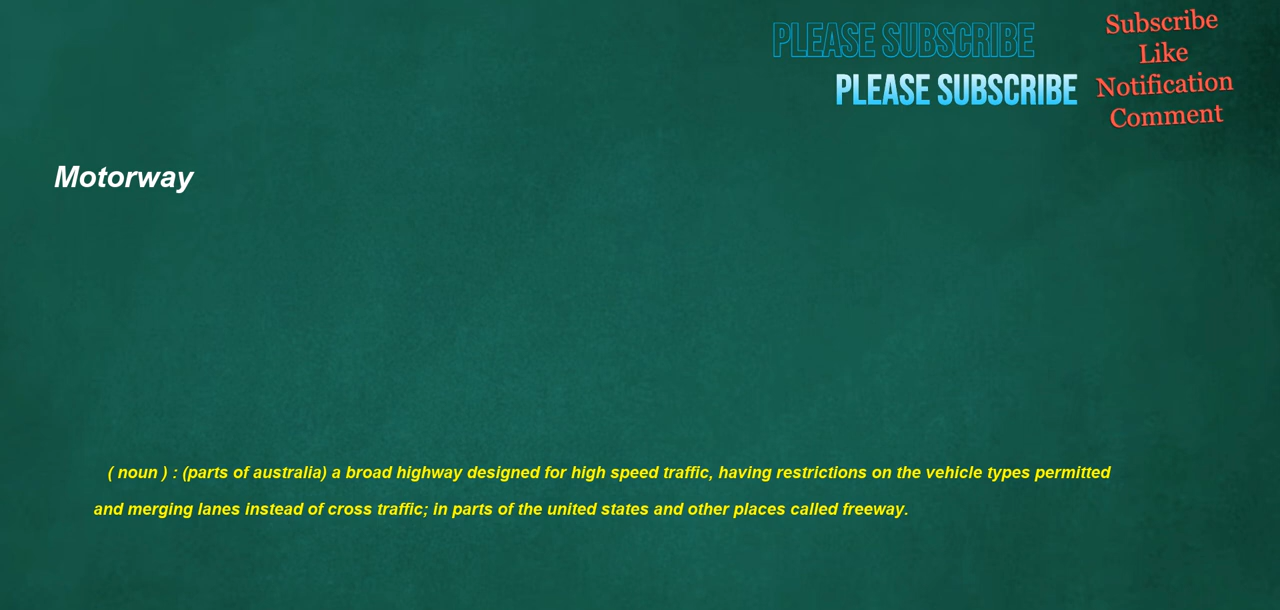 PLEASE SUBSCRIBE
PLEASE SUBSCRIBE
Subscribe
Like
Notification
Comment
Motorway
( noun ) : (parts of australia) a broad highway designed for high speed traffic, having restrictions on the vehicle types permitted
and merging lanes instead of cross traffic; in parts of the united states and other places called freeway.